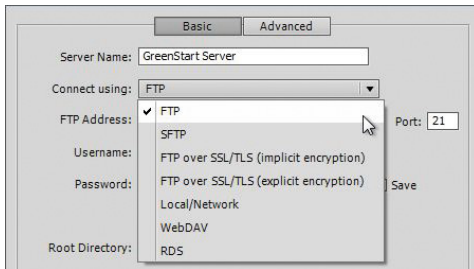 Basic Advanced
Server Name: GreenStart Server
Connect using: FTP
FTP Address: ✔ FTP Port: 21
SFTP
Username: FTP over SSL/TLS (implicit encryption)
Password: FTP over SSL/TLS (explicit encryption) Save
Local/Network
WebDAV
Root Directory: RDS